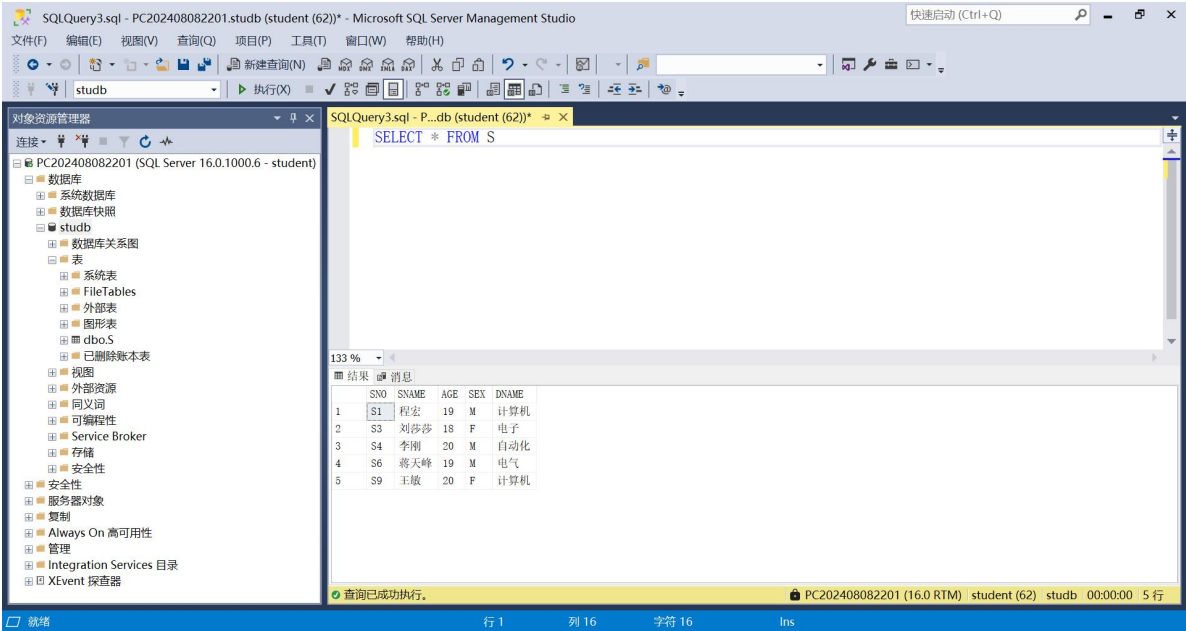 SQLQuery3.sql - PC202408082201.studb (student (62))* - Microsoft SQL Server Management Studio
快速启动 (Ctrl+Q)
文件(F) 编辑(E) 视图(V) 查询(Q) 项目(P) 工具(T) 窗口(W) 帮助(H)
新建查询(N) MDX DMX XMLA DAX
studb 执行(X)
对象资源管理器
连接
PC202408082201 (SQL Server 16.0.1000.6 - student)
数据库
系统数据库
数据库快照
studb
数据库关系图
表
系统表
FileTables
外部表
图形表
dbo.S
已删除账本表
视图
外部资源
同义词
可编程性
Service Broker
存储
安全性
安全性
服务器对象
复制
Always On 高可用性
管理
Integration Services 目录
XEvent 探查器
SQLQuery3.sql - P...db (student (62))*
SELECT * FROM S
133 %
结果 消息
SNO SNAME AGE SEX DNAME
1 S1 程宏 19 M 计算机
2 S3 刘莎莎 18 F 电子
3 S4 李刚 20 M 自动化
4 S6 蒋天峰 19 M 电气
5 S9 王敏 20 F 计算机
查询已成功执行。
PC202408082201 (16.0 RTM) student (62) studb 00:00:00 5 行
就绪 行 1 列 16 字符 16 Ins